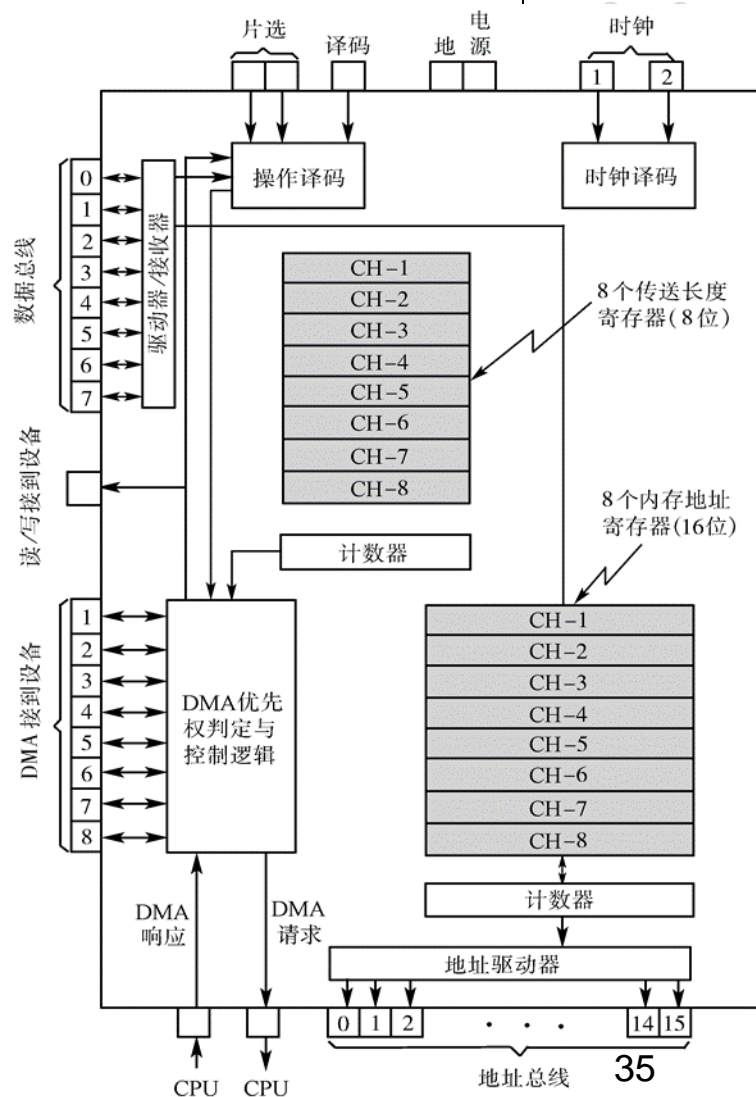 片选
译码
地
电源
时钟
1
2
操作译码
时钟译码
数据总线
0
1
2
3
4
5
6
7
驱动器/接收器
CH-1
CH-2
CH-3
CH-4
CH-5
CH-6
CH-7
CH-8
8个传送长度
寄存器(8位)
读/写接到设备
计数器
8个内存地址
寄存器(16位)
DMA 接到设备
1
2
3
4
5
6
7
8
DMA优先
权判定与
控制逻辑
CH-1
CH-2
CH-3
CH-4
CH-5
CH-6
CH-7
CH-8
计数器
DMA
响应
DMA
请求
地址驱动器
0
1
2
· · ·
14
15
CPU
CPU
地址总线
35